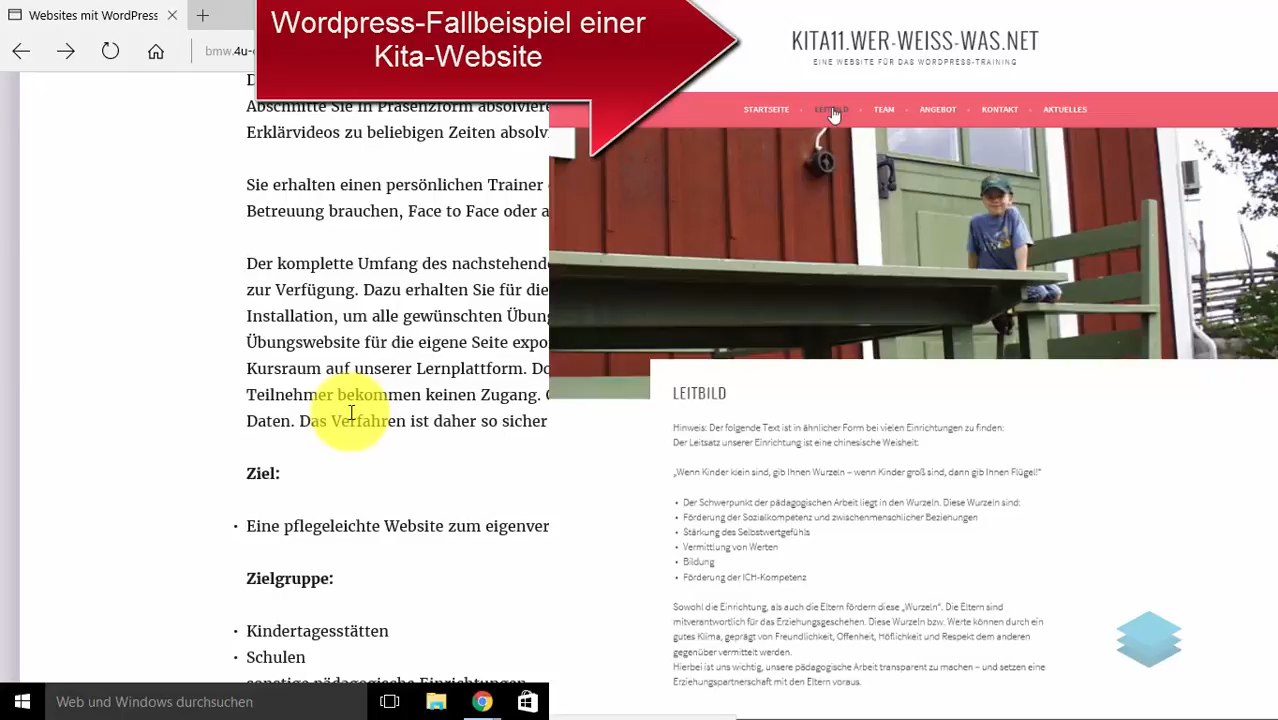 Websites mit WordPress
bmw.4u-
Wordpress-Fallbeispiel einer
Kita-Website
Abschnitte Sie in Präsenzform absolviere
Erklärvideos zu beliebigen Zeiten absolv
Sie erhalten einen persönlichen Trainer
Betreuung brauchen, Face to Face oder a
Der komplette Umfang des nachstehende
zur Verfügung. Dazu erhalten Sie für die
Installation, um alle gewünschten Übung
Übungswebsite für die eigene Seite expo
Kursraum auf unserer Lernplattform. Do
Teilnehmer bekommen keinen Zugang.
Daten. Das Verfahren ist daher so sicher
Ziel:
• Eine pflegeleichte Website zum eigenver
Zielgruppe:
• Kindertagesstätten
• Schulen
sonstige pädagogische Einrichtungen
Web und Windows durchsuchen
KITA11.WER-WEISS-WAS.NET
EINE WEBSITE FÜR DAS WORDPRESS-TRAINING
STARTSEITE LEITBILD TEAM ANGEBOT KONTAKT AKTUELLES
LEITBILD
Hinweis: Der folgende Text ist in ähnlicher Form bei vielen Einrichtungen zu finden:
Der Leitsatz unserer Einrichtung ist eine chinesische Weisheit:
„Wenn Kinder klein sind, gib Ihnen Wurzeln – wenn Kinder groß sind, dann gib Ihnen Flügel!“
• Der Schwerpunkt der pädagogischen Arbeit liegt in den Wurzeln. Diese Wurzeln sind:
• Förderung der Sozialkompetenz und zwischenmenschlicher Beziehungen
• Stärkung des Selbstwertgefühls
• Vermittlung von Werten
• Bildung
• Förderung der ICH-Kompetenz
Sowohl die Einrichtung, als auch die Eltern fördern diese „Wurzeln“. Die Eltern sind
mitverantwortlich für das Erziehungsgeschehen. Diese Wurzeln bzw. Werte können durch ein
gutes Klima, geprägt von Freundlichkeit, Offenheit, Höflichkeit und Respekt dem anderen
gegenüber vermittelt werden.
Hierbei ist uns wichtig, unsere pädagogische Arbeit transparent zu machen – und setzen eine
Erziehungspartnerschaft mit den Eltern voraus.